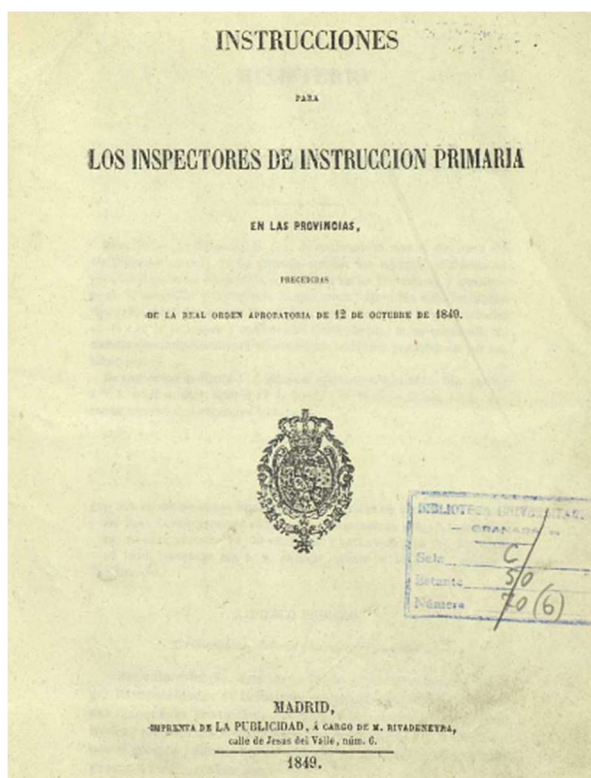 INSTRUCCIONES
PARA
LOS INSPECTORES DE INSTRUCCION PRIMARIA
EN LAS PROVINCIAS,
PRECEDIDAS
DE LA REAL ORDEN APROBATORIA DE 12 DE OCTUBRE DE 1849.
BIBLIOTECA UNIVERSITARIA
GRANADA
Sala C
Estante 50
Número 70 (6)
MADRID,
IMPRENTA DE LA PUBLICIDAD, Á CARGO DE M. RIVADENEYRA,
calle de Jesus del Valle, núm. 6.
1849.